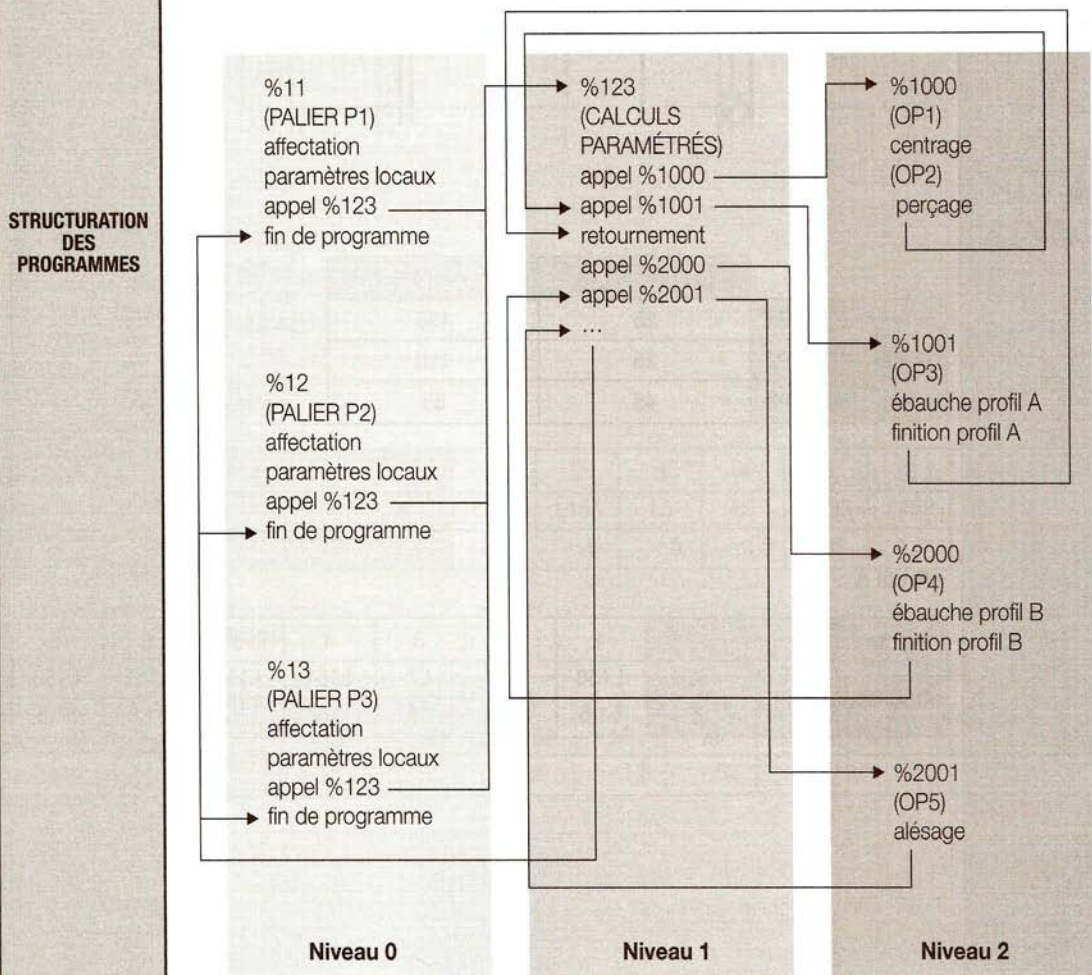 STRUCTURATION
DES
PROGRAMMES
%11
(PALIER P1)
affectation
paramètres locaux
appel %123
fin de programme
%12
(PALIER P2)
affectation
paramètres locaux
appel %123
fin de programme
%13
(PALIER P3)
affectation
paramètres locaux
appel %123
fin de programme
Niveau 0
%123
(CALCULS
PARAMÉTRÉS)
appel %1000
appel %1001
retournement
appel %2000
appel %2001
...
Niveau 1
%1000
(OP1)
centrage
(OP2)
perçage
%1001
(OP3)
ébauche profil A
finition profil A
%2000
(OP4)
ébauche profil B
finition profil B
%2001
(OP5)
alésage
Niveau 2